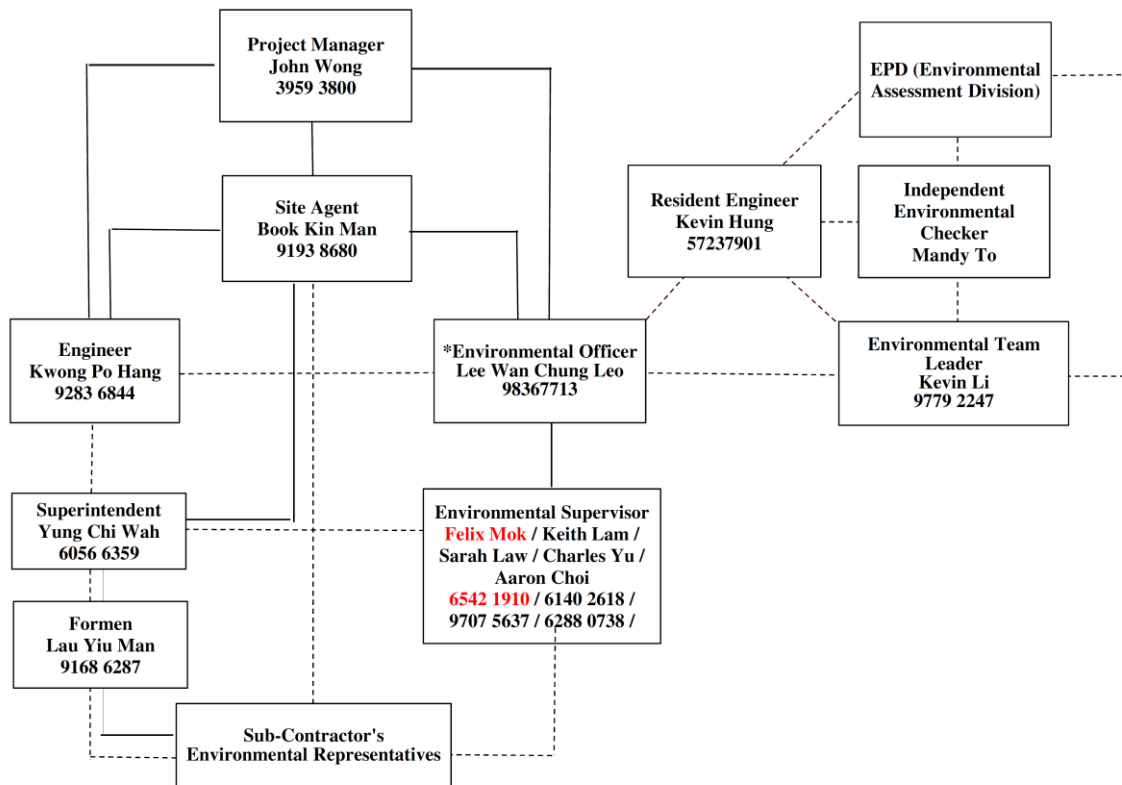 Project Manager
John Wong
3959 3800
EPD (Environmental
Assessment Division)
Site Agent
Book Kin Man
9193 8680
Resident Engineer
Kevin Hung
57237901
Independent
Environmental
Checker
Mandy To
Engineer
Kwong Po Hang
9283 6844
*Environmental Officer
Lee Wan Chung Leo
98367713
Environmental Team
Leader
Kevin Li
9779 2247
Superintendent
Yung Chi Wah
6056 6359
Environmental Supervisor
Felix Mok / Keith Lam /
Sarah Law / Charles Yu /
Aaron Choi
6542 1910 / 6140 2618 /
9707 5637 / 6288 0738 /
Formen
Lau Yiu Man
9168 6287
Sub-Contractor's
Environmental Representatives